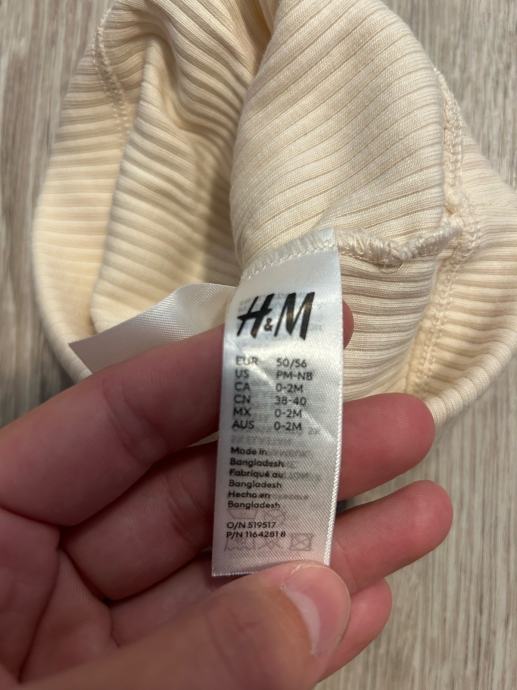 H&M
EUR 50/56
US PM-NB
CA 0-2M
CN 38-40
MX 0-2M
AUS 0-2M
Made in
Bangladesh
Fabriqué au
Bangladesh
Hecho en
Bangladesh
O/N 519517
P/N 1164281 8